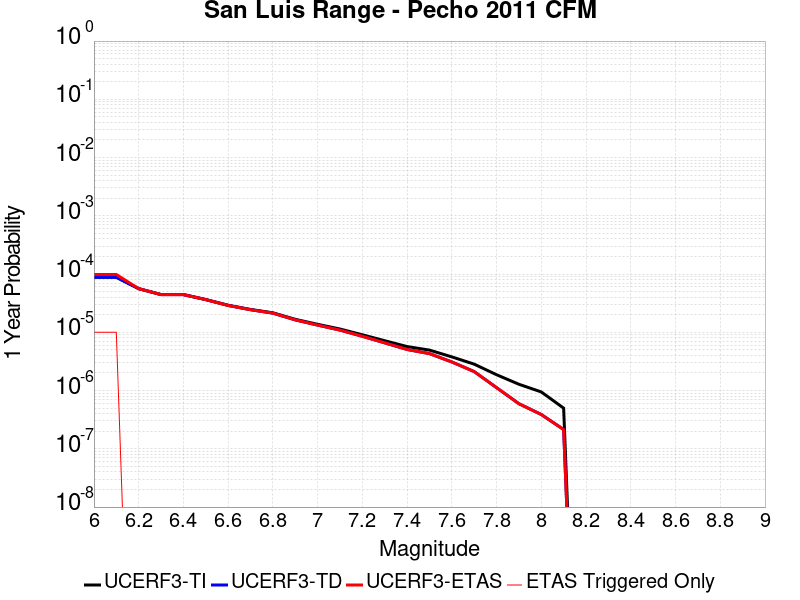 San Luis Range - Pecho 2011 CFM
1 Year Probability
10^0
10^-1
10^-2
10^-3
10^-4
10^-5
10^-6
10^-7
10^-8
6 6.2 6.4 6.6 6.8 7 7.2 7.4 7.6 7.8 8 8.2 8.4 8.6 8.8 9
Magnitude
UCERF3-TI UCERF3-TD UCERF3-ETAS ETAS Triggered Only